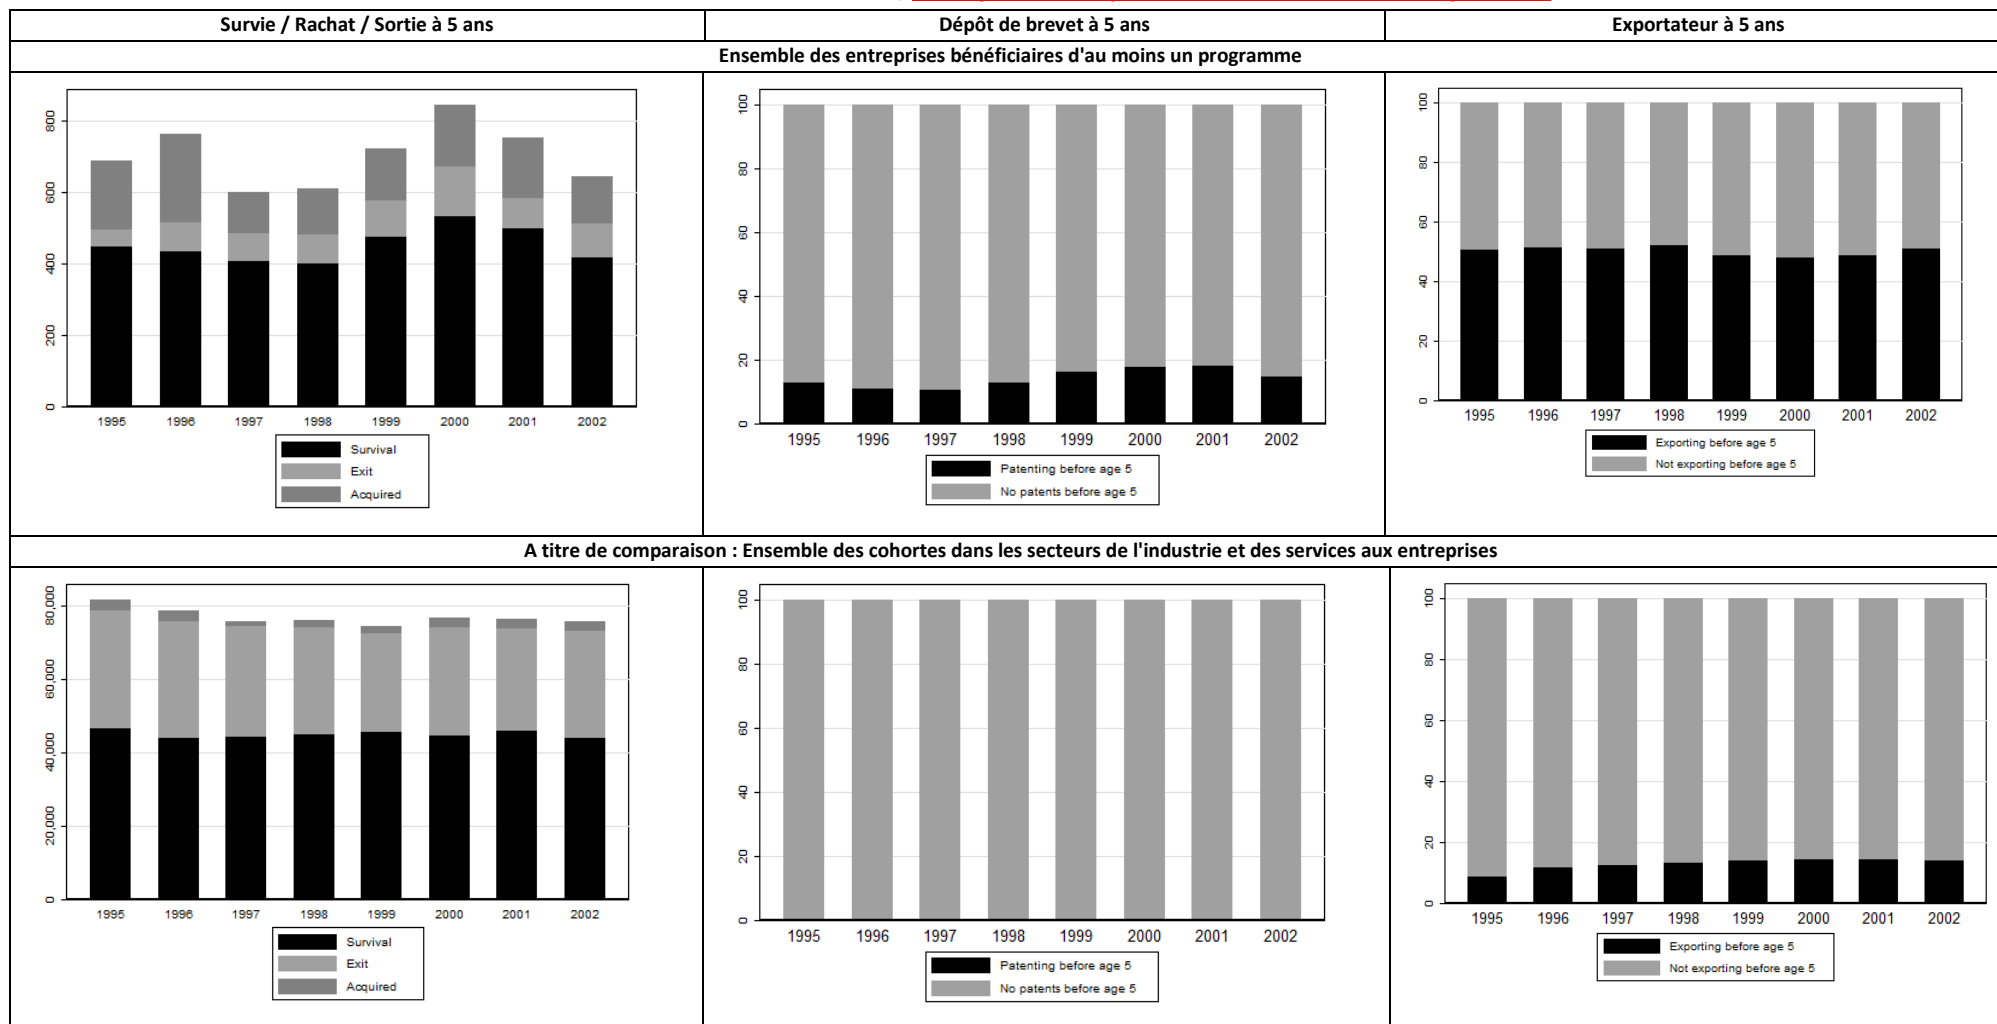 Survie / Rachat / Sortie à 5 ans
Dépôt de brevet à 5 ans
Exportateur à 5 ans
Ensemble des entreprises bénéficiaires d'au moins un programme
0 200 400 600 800
1995 1996 1997 1998 1999 2000 2001 2002
Survival
Exit
Acquired
0 20 40 60 80 100
1995 1996 1997 1998 1999 2000 2001 2002
Patenting before age 5
No patents before age 5
0 20 40 60 80 100
1995 1996 1997 1998 1999 2000 2001 2002
Exporting before age 5
Not exporting before age 5
A titre de comparaison : Ensemble des cohortes dans les secteurs de l'industrie et des services aux entreprises
0 20,000 40,000 60,000 80,000
1995 1996 1997 1998 1999 2000 2001 2002
Survival
Exit
Acquired
0 20 40 60 80 100
1995 1996 1997 1998 1999 2000 2001 2002
Patenting before age 5
No patents before age 5
0 20 40 60 80 100
1995 1996 1997 1998 1999 2000 2001 2002
Exporting before age 5
Not exporting before age 5